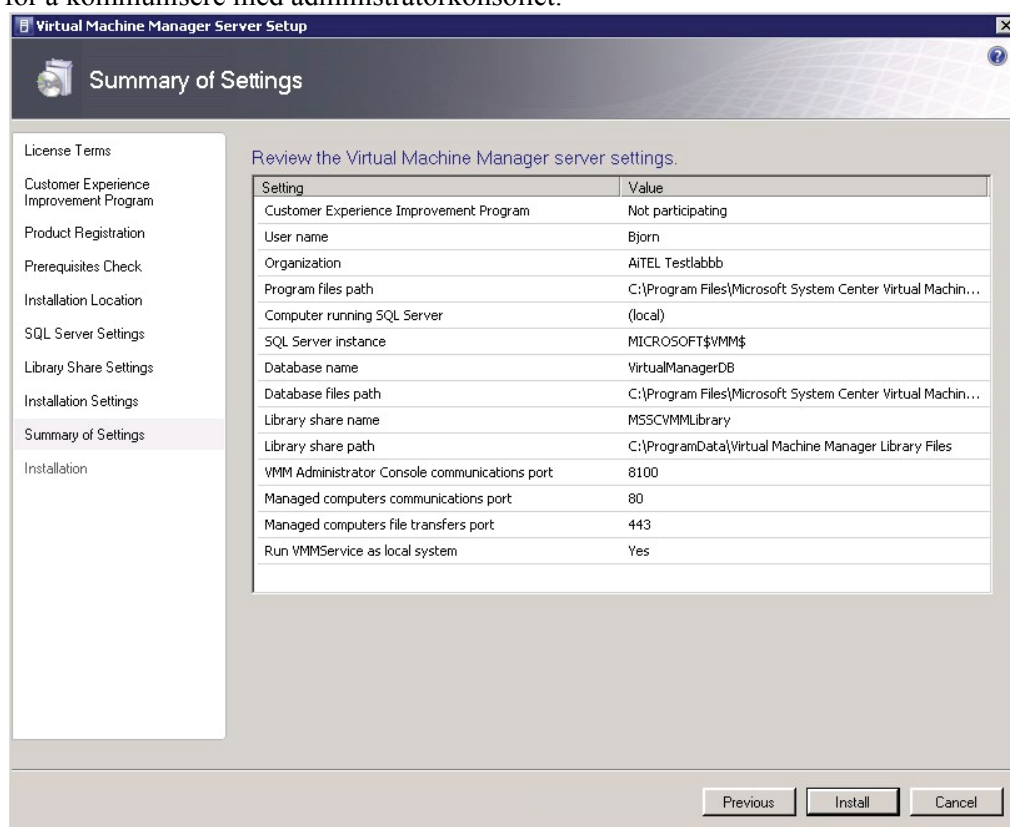 for å kommunisere med administratorkonsollet.
Virtual Machine Manager Server Setup
Summary of Settings
License Terms
Customer Experience
Improvement Program
Product Registration
Prerequisites Check
Installation Location
SQL Server Settings
Library Share Settings
Installation Settings
Summary of Settings
Installation
Review the Virtual Machine Manager server settings.
Setting Value
Customer Experience Improvement Program Not participating
User name Bjorn
Organization AiTEL Testlabbb
Program files path C:\Program Files\Microsoft System Center Virtual Machin...
Computer running SQL Server (local)
SQL Server instance MICROSOFT$VMM$
Database name VirtualManagerDB
Database files path C:\Program Files\Microsoft System Center Virtual Machin...
Library share name MSSCVMMLibrary
Library share path C:\ProgramData\Virtual Machine Manager Library Files
VMM Administrator Console communications port 8100
Managed computers communications port 80
Managed computers file transfers port 443
Run VMMService as local system Yes
Previous Install Cancel